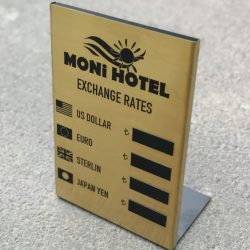 MONi HOTEL
EXCHANGE RATES
US DOLLAR ₺
EURO ₺
STERLIN ₺
JAPAN YEN ₺